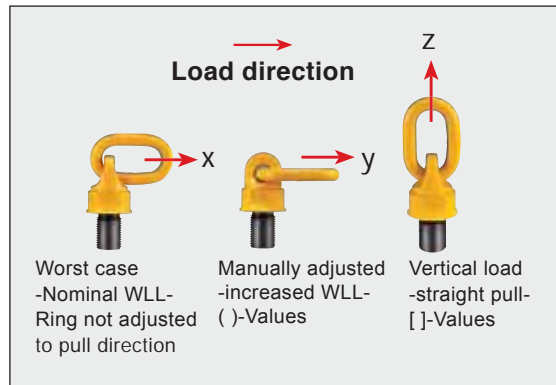 Load direction
x
y
z
Worst case
-Nominal WLL-
Ring not adjusted
to pull direction
Manually adjusted
-increased WLL-
( )-Values
Vertical load
-straight pull-
[ ]-Values